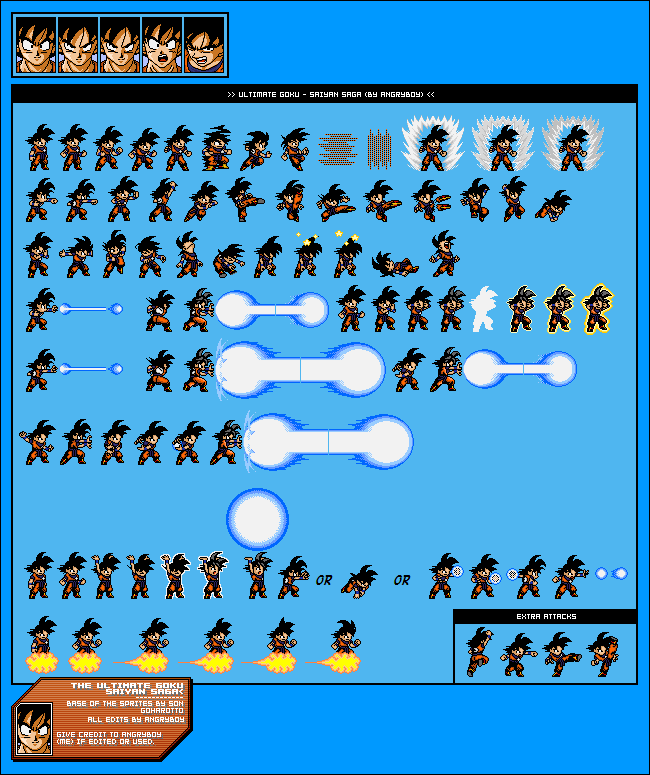 >> ULTIMATE GOKU - SAIYAN SAGA (BY ANGRYBOY) <<
OR
OR
EXTRA ATTACKS
THE ULTIMATE GOKU
SAIYAN SAGA<
BASE OF THE SPRITES BY SON
GOHAROTTO
ALL EDITS BY ANGRYBOY
GIVE CREDIT TO ANGRYBOY
(ME) IF EDITED OR USED.